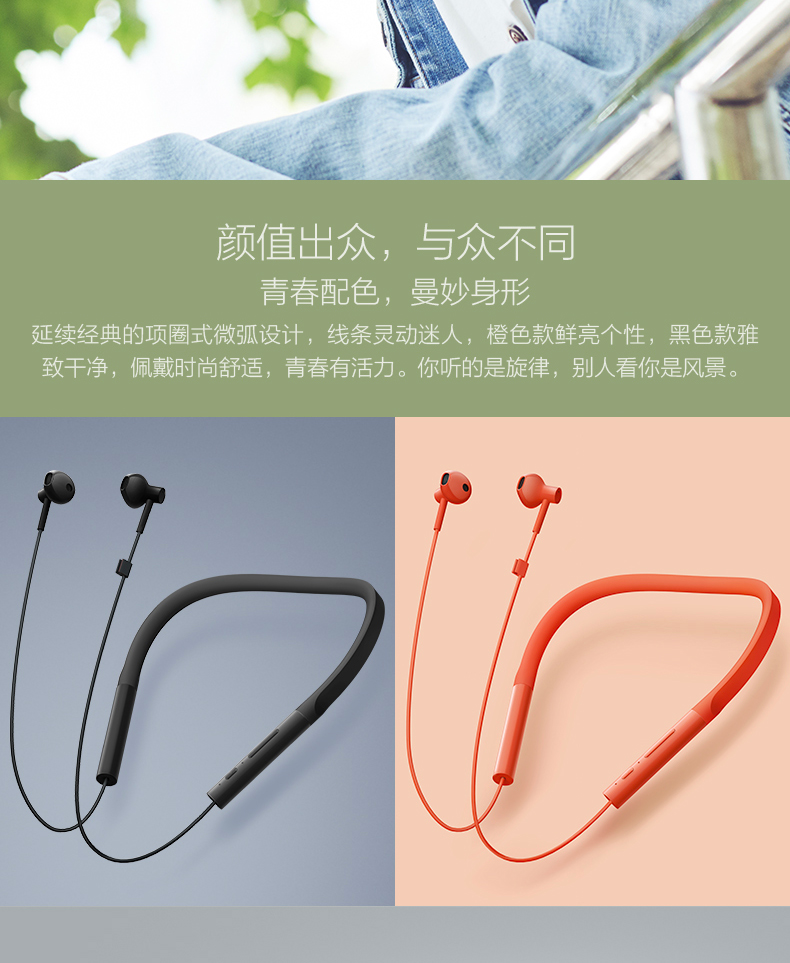 颜值出众，与众不同
青春配色，曼妙身形
延续经典的项圈式微弧设计，线条灵动迷人，橙色款鲜亮个性，黑色款雅
致干净，佩戴时尚舒适，青春有活力。你听的是旋律，别人看你是风景。